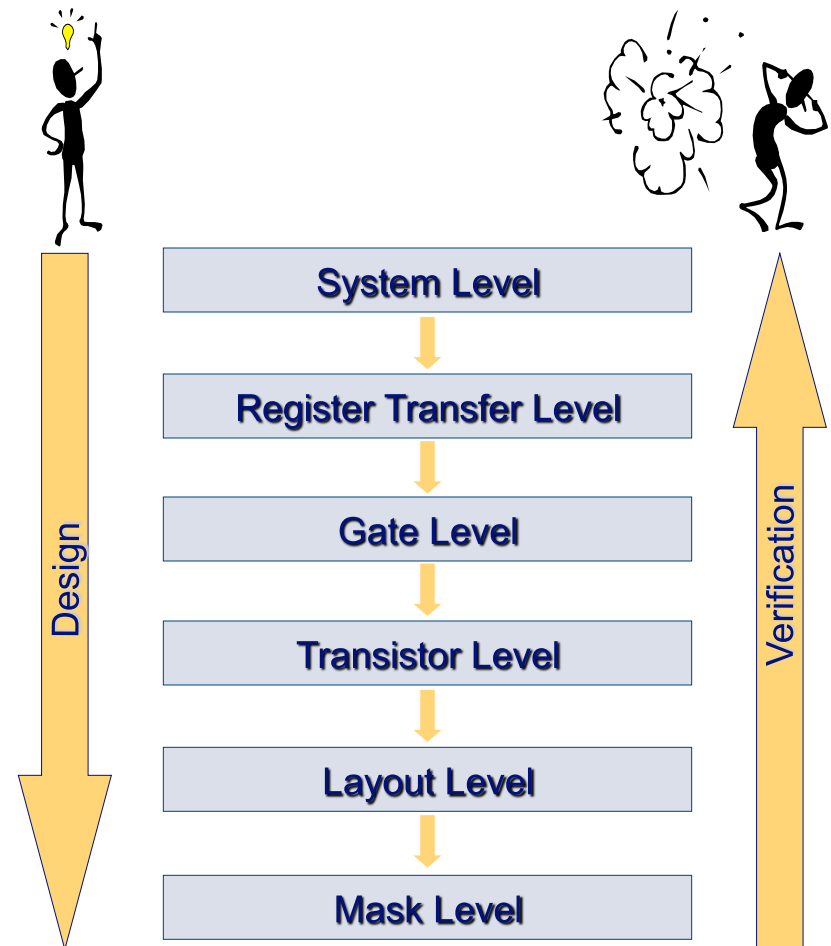 System Level
Register Transfer Level
Gate Level
Transistor Level
Layout Level
Mask Level
Design
Verification